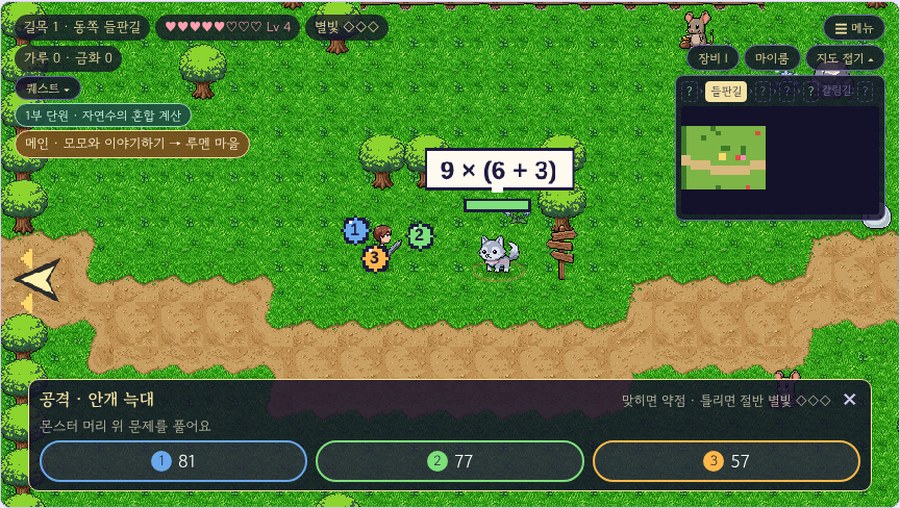 길목 1 · 동쪽 들판길
♥♥♥♥♥♡♡♡ Lv 4
별빛 ◇◇◇
☰ 메뉴
가루 0 · 금화 0
장비 I
마이룸
지도 접기 ▴
퀘스트 ▾
? 들판길 ? ? ? 갈림길 ?
1부 단원 · 자연수의 혼합 계산
메인 · 모모와 이야기하기 → 루멘 마을
9 × (6 + 3)
1
2
3
공격 · 안개 늑대
맞히면 약점 · 틀리면 절반 별빛 ◇◇◇ ✕
몬스터 머리 위 문제를 풀어요
1 81
2 77
3 57